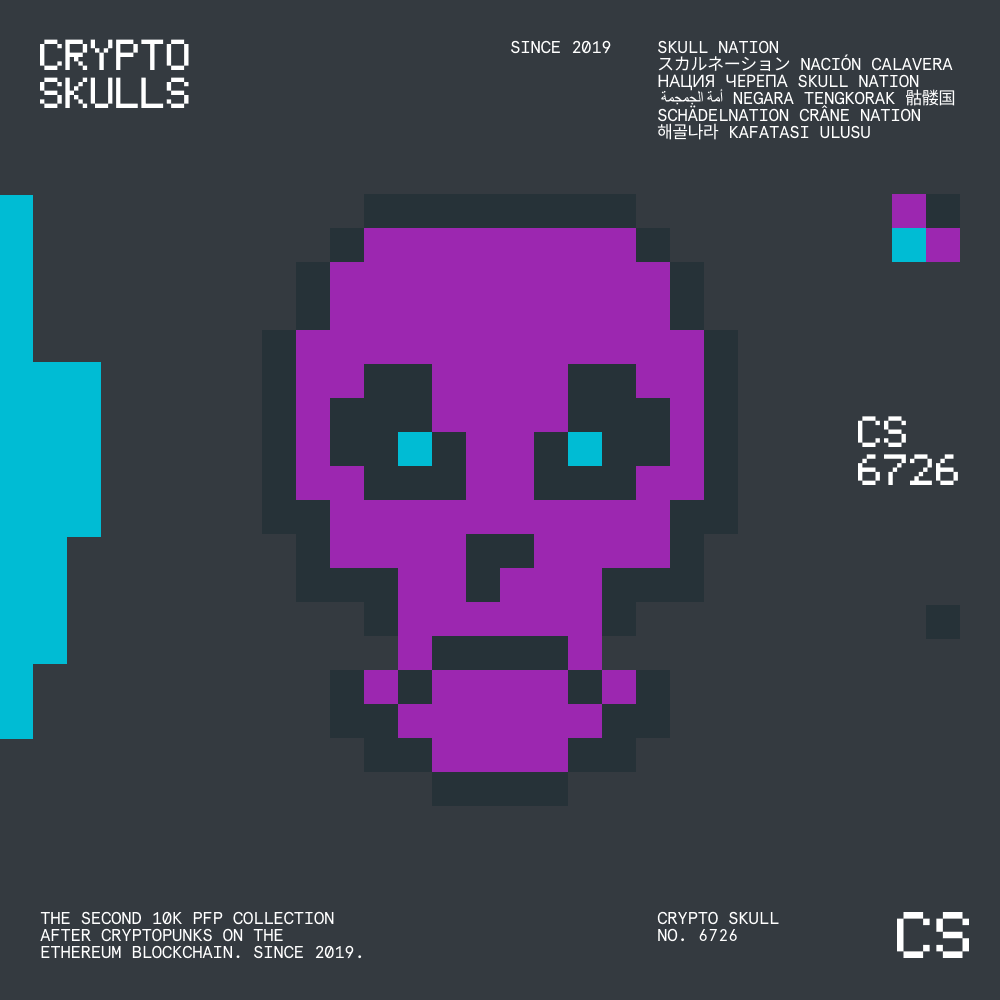 CRYPTO
SKULLS
SINCE 2019
SKULL NATION
スカルネーション NACIÓN CALAVERA
НАЦИЯ ЧЕРЕПА SKULL NATION
أمة الجمجمة NEGARA TENGKORAK 骷髅国
SCHÄDELNATION CRÂNE NATION
해골나라 KAFATASI ULUSU
CS
6726
THE SECOND 10K PFP COLLECTION
AFTER CRYPTOPUNKS ON THE
ETHEREUM BLOCKCHAIN. SINCE 2019.
CRYPTO SKULL
NO. 6726
CS